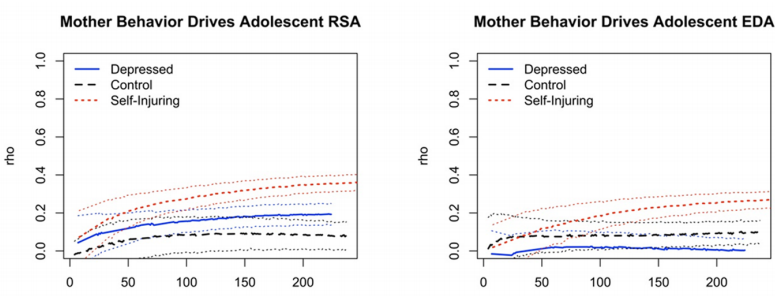 Mother Behavior Drives Adolescent RSA
rho
1.0
0.8
0.6
0.4
0.2
0.0
Depressed
Control
Self-Injuring
0 50 100 150 200
Mother Behavior Drives Adolescent EDA
rho
1.0
0.8
0.6
0.4
0.2
0.0
Depressed
Control
Self-Injuring
0 50 100 150 200